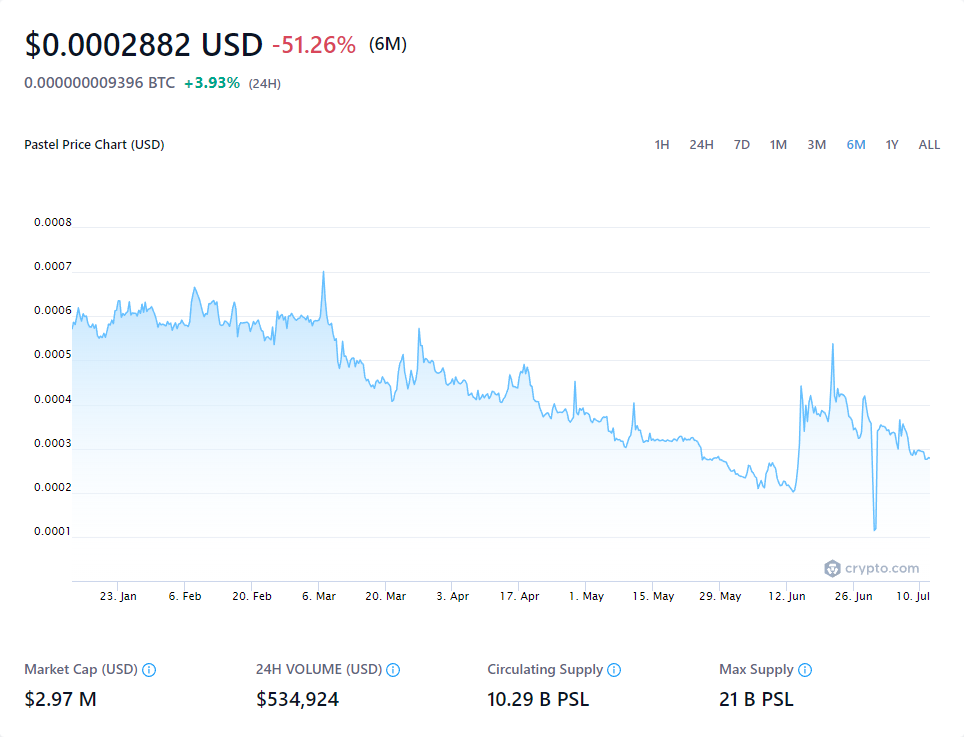 $0.0002882 USD -51.26% (6M)
0.000000009396 BTC +3.93% (24H)
Pastel Price Chart (USD) 1H 24H 7D 1M 3M 6M 1Y ALL
0.0008
0.0007
0.0006
0.0005
0.0004
0.0003
0.0002
0.0001
crypto.com
23. Jan 6. Feb 20. Feb 6. Mar 20. Mar 3. Apr 17. Apr 1. May 15. May 29. May 12. Jun 26. Jun 10. Jul
Market Cap (USD) 24H VOLUME (USD) Circulating Supply Max Supply
$2.97 M $534,924 10.29 B PSL 21 B PSL